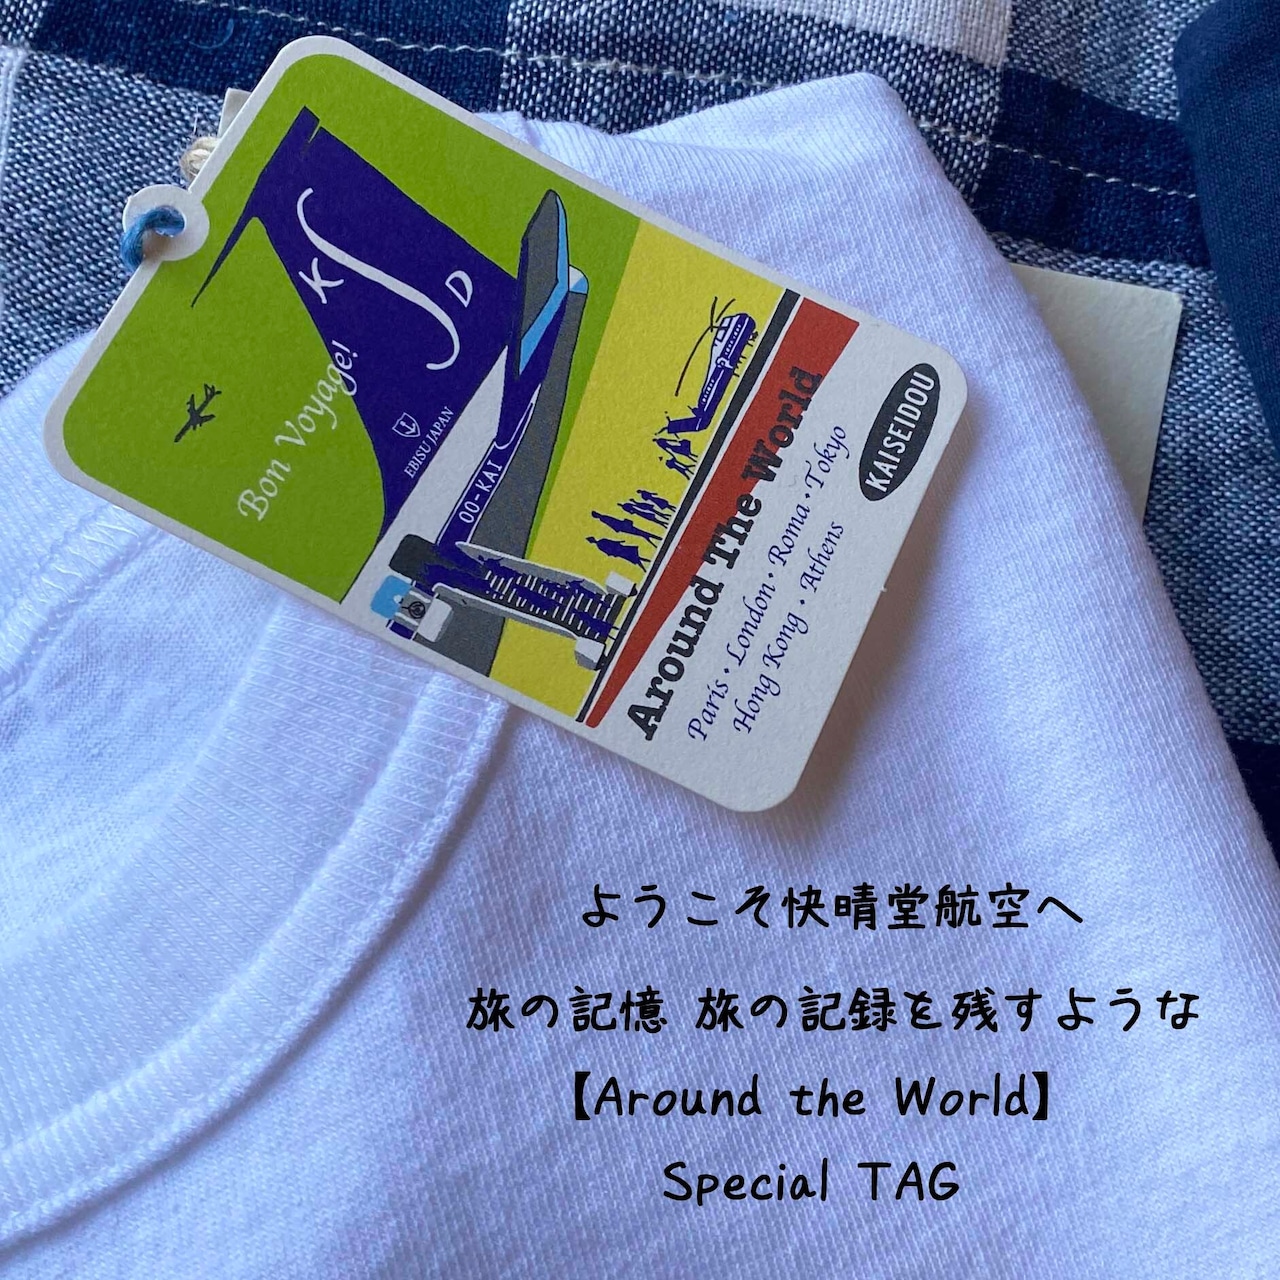 K S D
Bon Voyage!
EBISU JAPAN
OO-KAI
Around The World
Paris・London・Roma・Tokyo
Hong Kong・Athens
KAISEIDOU
ようこそ快晴堂航空へ
旅の記憶 旅の記録を残すような
【Around the World】
Special TAG